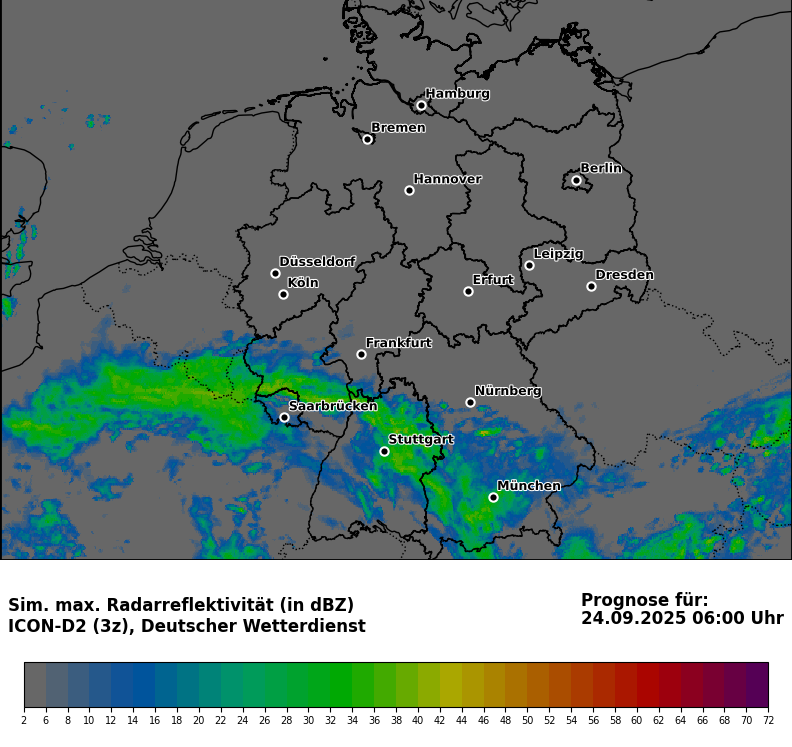 Hamburg
Bremen
Berlin
Hannover
Leipzig
Düsseldorf
Dresden
Köln
Erfurt
Frankfurt
Nürnberg
Saarbrücken
Stuttgart
München
Sim. max. Radarreflektivität (in dBZ)
ICON-D2 (3z), Deutscher Wetterdienst
Prognose für:
24.09.2025 06:00 Uhr
2 6 8 10 12 14 16 18 20 22 24 26 28 30 32 34 36 38 40 42 44 46 48 50 52 54 56 58 60 62 64 66 68 70 72